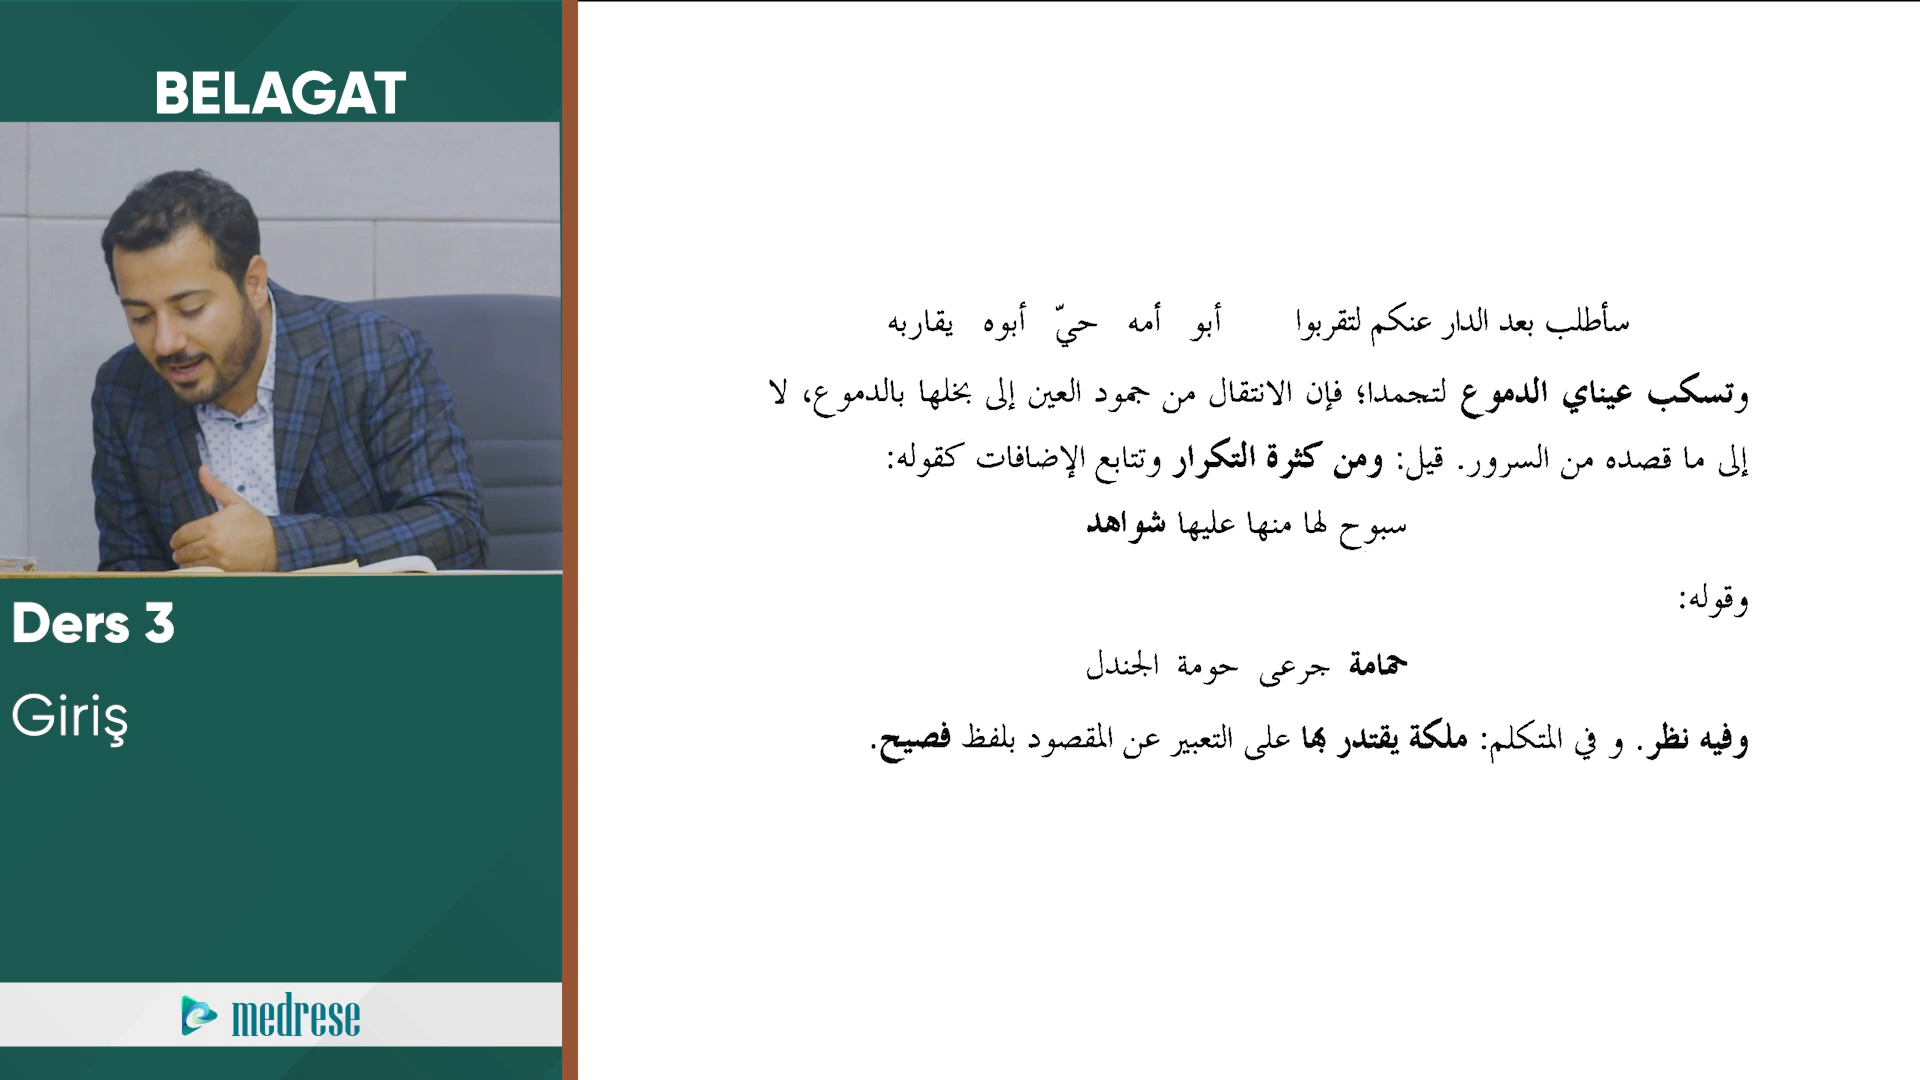 BELAGAT
Ders 3
Giriş
medrese
سأطلب بعد الدار عنكم لتقربوا أبو أمه حيّ أبوه يقاربه
وتسكب عيناي الدموع لتجمدا؛ فإن الانتقال من جمود العين إلى بخلها بالدموع، لا
إلى ما قصده من السرور. قيل: ومن كثرة التكرار وتتابع الإضافات كقوله:
سبوح لها منها عليها شواهد
وقوله:
حمامة جرعى حومة الجندل
وفيه نظر. و في المتكلم: ملكة يقتدر بها على التعبير عن المقصود بلفظ فصيح.